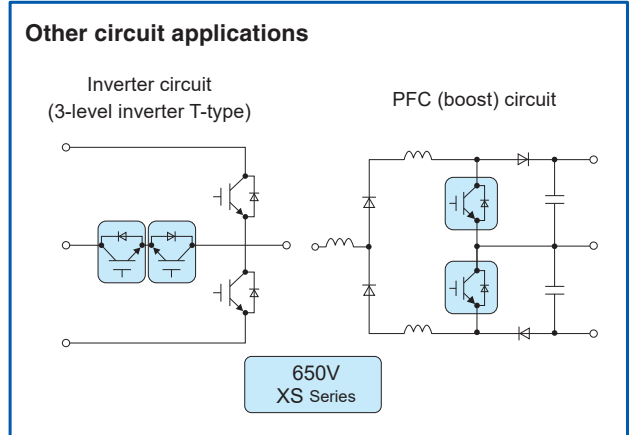 Other circuit applications
Inverter circuit
(3-level inverter T-type)
PFC (boost) circuit
650V
XS Series